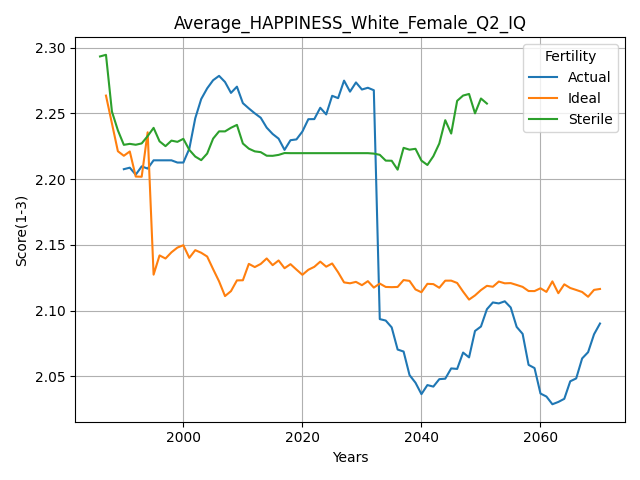 Average_HAPPINESS_White_Female_Q2_IQ
Score(1-3)
2.30
2.25
2.20
2.15
2.10
2.05
Fertility
Actual
Ideal
Sterile
2000 2020 2040 2060
Years